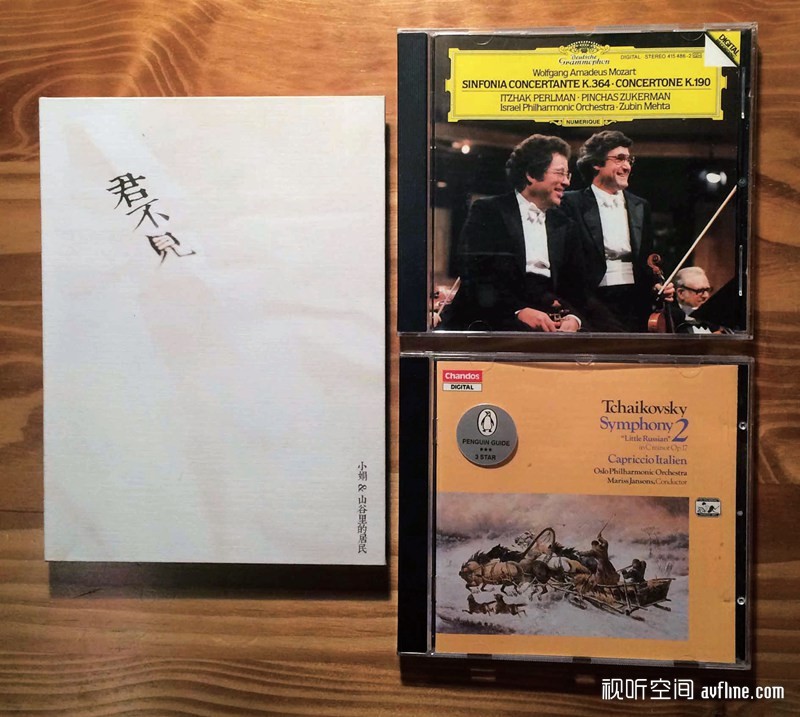 君不見
小娟 & 山谷里的居民
Deutsche
Grammophon
DIGITAL STEREO
DIGITAL
Wolfgang Amadeus Mozart
SINFONIA CONCERTANTE K.364 · CONCERTONE K.190
ITZHAK PERLMAN · PINCHAS ZUKERMAN
Israel Philharmonic Orchestra · Zubin Mehta
NUMERIQUE
Chandos
DIGITAL
PENGUIN GUIDE
3 STAR
Tchaikovsky
Symphony 2
"Little Russian"
in C minor Op.17
Capriccio Italien
Oslo Philharmonic Orchestra
Mariss Jansons, Conductor
视听空间 avfline.com